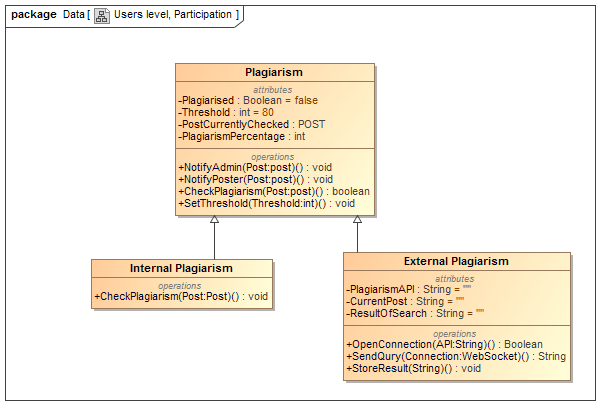 package Data [ Users level, Participation ]
Plagiarism
attributes
-Plagiarised : Boolean = false
-Threshold : int = 80
-PostCurrentlyChecked : POST
-PlagiarismPercentage : int
operations
+NotifyAdmin(Post:post)() : void
+NotifyPoster(Post:post)() : void
+CheckPlagiarism(Post:post)() : boolean
+SetThreshold(Threshold:int)() : void
Internal Plagiarism
operations
+CheckPlagiarism(Post:Post)() : void
External Plagiarism
attributes
-PlagiarismAPI : String = ""
-CurrentPost : String = ""
-ResultOfSearch : String = ""
operations
+OpenConnection(API:String)() : Boolean
+SendQury(Connection:WebSocket)() : String
+StoreResult(String)() : void